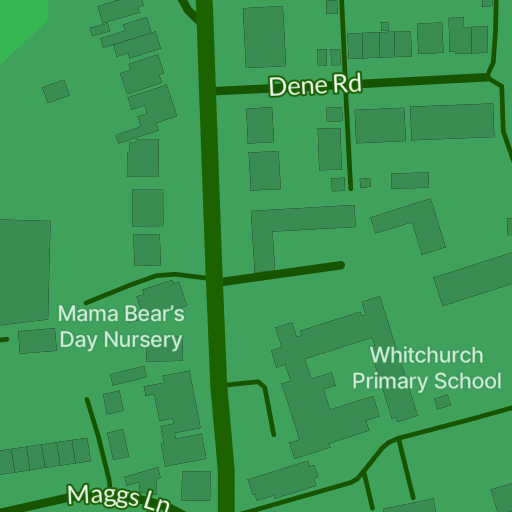 Dene Rd
Mama Bear's
Day Nursery
Whitchurch
Primary School
Maggs Ln